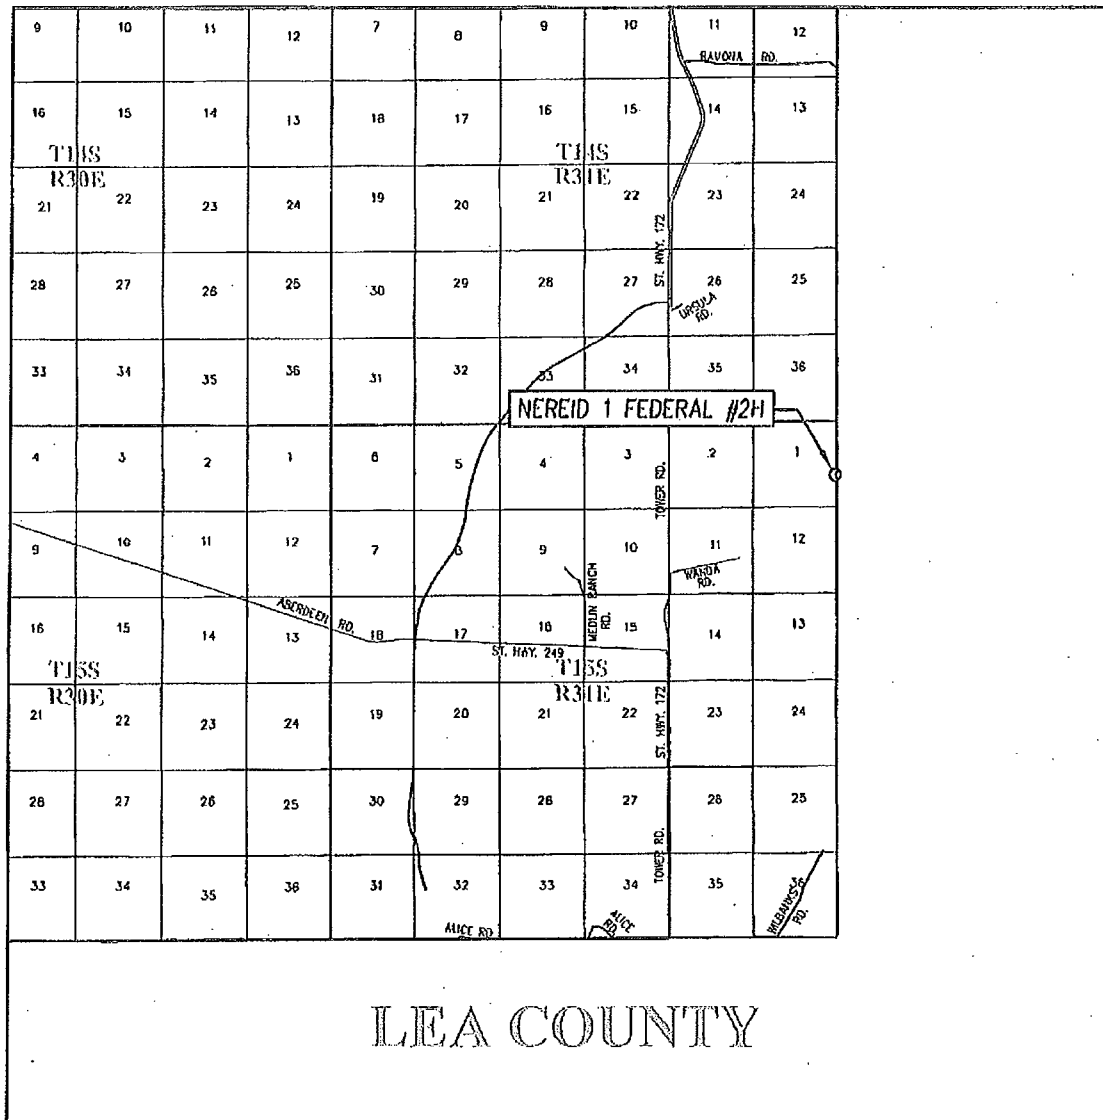 9 10 11 12 7 8 9 10 11 12
RAVONA RD.
16 15 14 13 18 17 16 15 14 13
T14S T14S
R30E R31E
21 22 23 24 19 20 21 22 23 24
ST. HWY. 172
28 27 26 25 30 29 28 27 26 25
URSULA
RD.
33 34 35 36 31 32 33 34 35 36
NEREID 1 FEDERAL #2H
4 3 2 1 6 5 4 3 2 1
TOWER RD.
9 10 11 12 7 8 9 10 11 12
WANDA
RD.
MEDLIN RANCH
RD.
ABERDEEN RD.
16 15 14 13 18 17 16 15 14 13
ST. HWY. 249
T15S T15S
R30E R31E
21 22 23 24 19 20 21 22 23 24
ST. HWY. 172
28 27 26 25 30 29 28 27 26 25
TOWER RD.
33 34 35 36 31 32 33 34 35 36
WILBANKS
RD.
ALICE RD
ALICE
RD.
LEA COUNTY